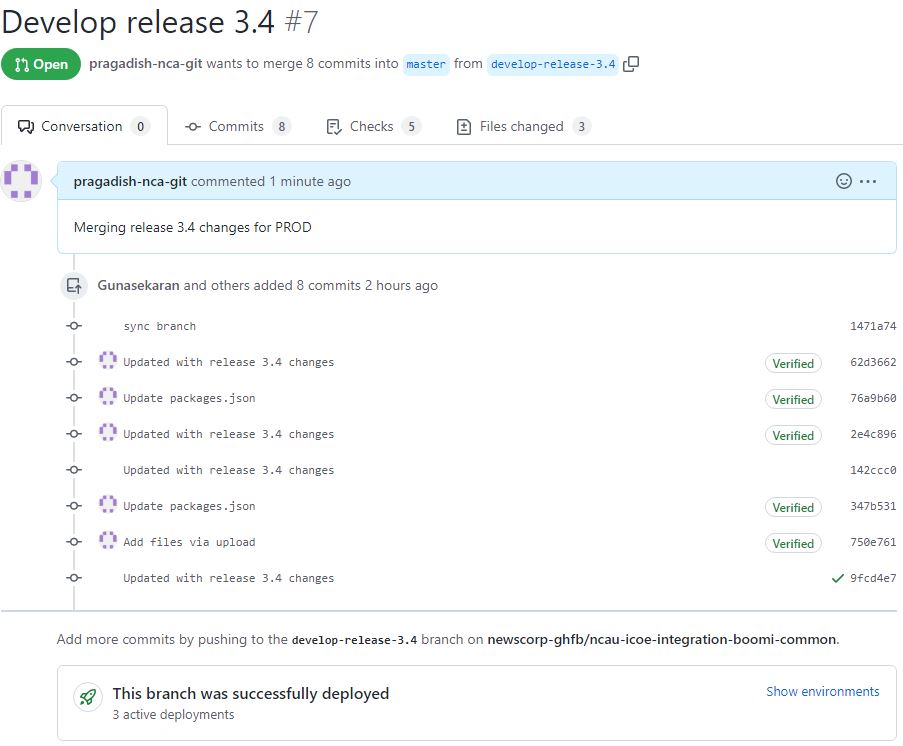 Develop release 3.4 #7
Open pragadish-nca-git wants to merge 8 commits into master from develop-release-3.4
Conversation 0 Commits 8 Checks 5 Files changed 3
pragadish-nca-git commented 1 minute ago
Merging release 3.4 changes for PROD
Gunasekaran and others added 8 commits 2 hours ago
sync branch 1471a74
Updated with release 3.4 changes Verified 62d3662
Update packages.json Verified 76a9b60
Updated with release 3.4 changes Verified 2e4c896
Updated with release 3.4 changes 142ccc0
Update packages.json Verified 347b531
Add files via upload Verified 750e761
Updated with release 3.4 changes 9fcd4e7
Add more commits by pushing to the develop-release-3.4 branch on newscorp-ghfb/ncau-icoe-integration-boomi-common.
This branch was successfully deployed Show environments
3 active deployments